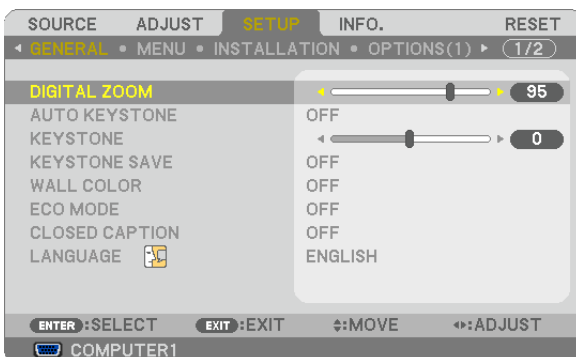 SOURCE ADJUST SETUP INFO. RESET
GENERAL • MENU • INSTALLATION • OPTIONS(1) 1/2
DIGITAL ZOOM 95
AUTO KEYSTONE OFF
KEYSTONE 0
KEYSTONE SAVE OFF
WALL COLOR OFF
ECO MODE OFF
CLOSED CAPTION OFF
LANGUAGE ENGLISH
ENTER :SELECT EXIT :EXIT :MOVE :ADJUST
COMPUTER1